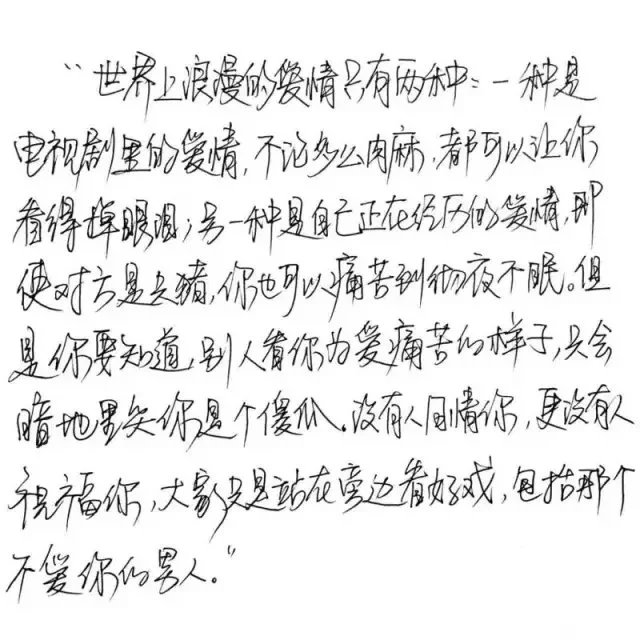 “世界上浪漫的爱情只有两种：一种是
电视剧里的爱情，不论多么肉麻，都可以让你
看得掉眼泪；另一种是自己正在经历的爱情，即
使对方是头猪，你也可以痛苦到彻夜不眠。但
是你要知道，别人看你为爱痛苦的样子，只会
暗地里笑你是个傻瓜。没有人同情你，更没有人
祝福你，大家只是站在旁边看好戏，包括那个
不爱你的男人。”